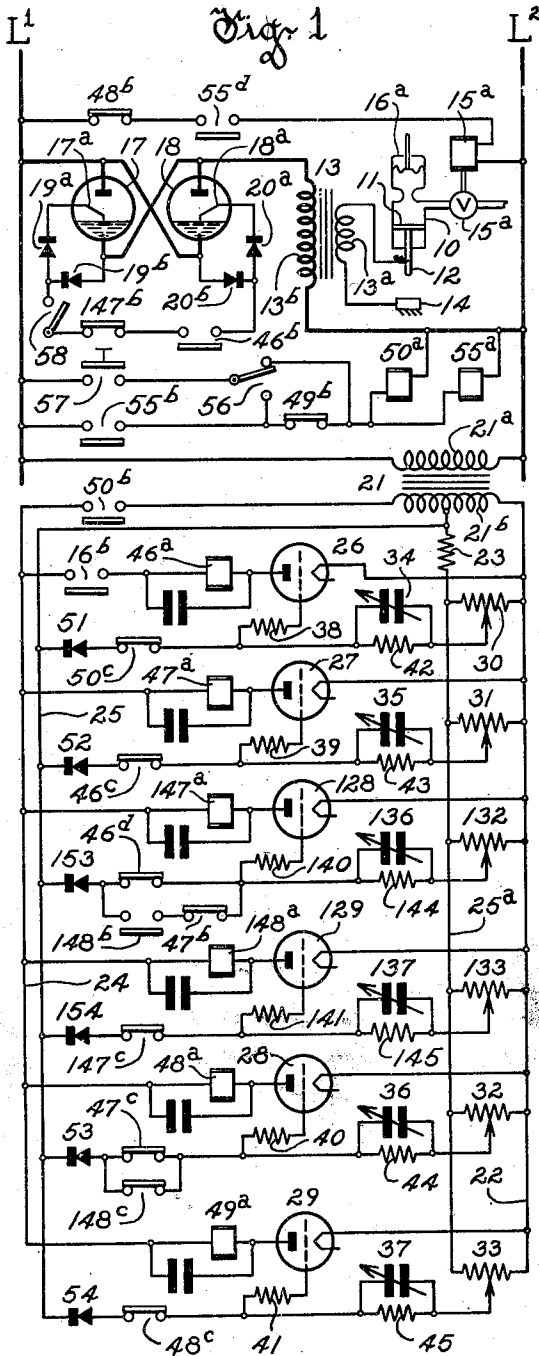 L¹ Fig. 1 L²
48ᵇ 55ᵈ 16ᵃ 15ᵃ
17ᵃ 17 18 18ᵃ 13
19ᵃ 20ᵃ 11 V 10 15ᵃ
19ᵇ 20ᵇ 13ᵇ 13ᵃ 12
58 147ᵇ 46ᵇ 14
57 56 50ᵃ 55ᵃ
55ᵇ 49ᵇ 21ᵃ
50ᵇ 21 21ᵇ
16ᵇ 46ᵃ 26 34 23
51 50ᶜ 38 42 30
25 47ᵃ 27 35 31
52 46ᶜ 39 43
46ᵈ 147ᵃ 128 136 132
153 140 144
148ᵇ 47ᵇ 148ᵃ 129 25ᵃ
24 137 133
154 147ᶜ 141 145
48ᵃ 28 36 32
47ᶜ
53 40 44
148ᶜ 22
49ᵃ 29 37 33
54 48ᶜ 41 45